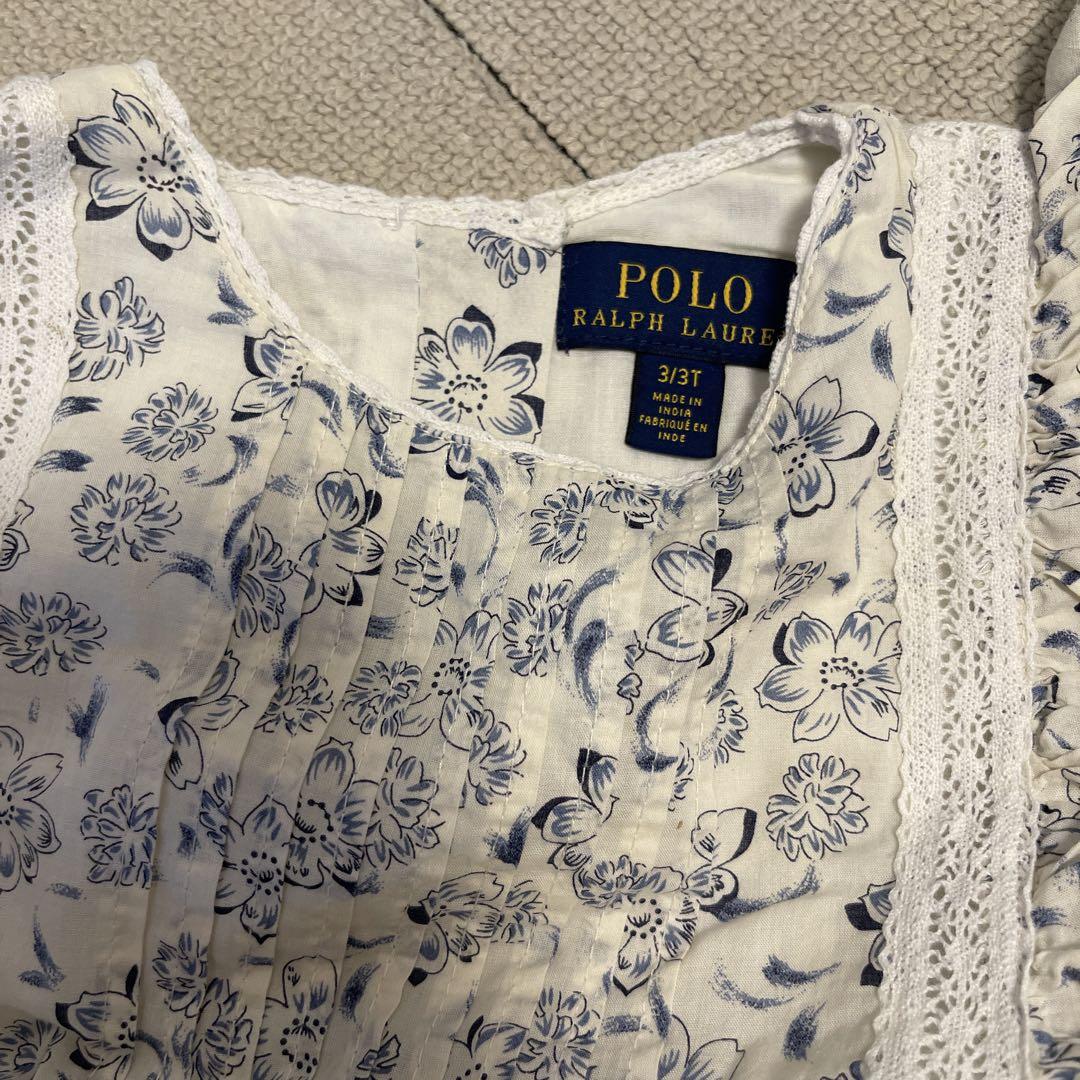 POLO
RALPH LAURE
3/3T
MADE IN
INDIA
FABRIQUÉ EN
INDE